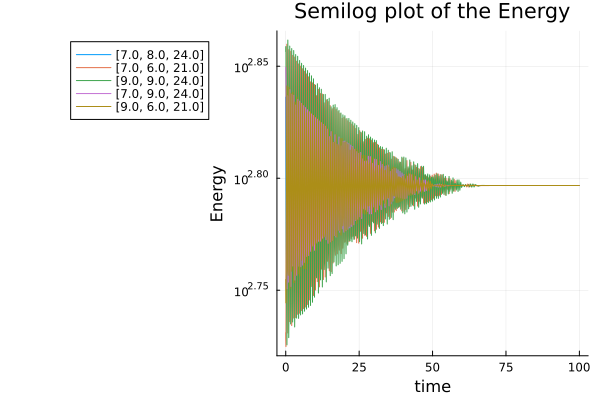 Semilog plot of the Energy
[7.0, 8.0, 24.0]
[7.0, 6.0, 21.0]
[9.0, 9.0, 24.0]
[7.0, 9.0, 24.0]
[9.0, 6.0, 21.0]
Energy
10^2.85
10^2.80
10^2.75
0 25 50 75 100
time